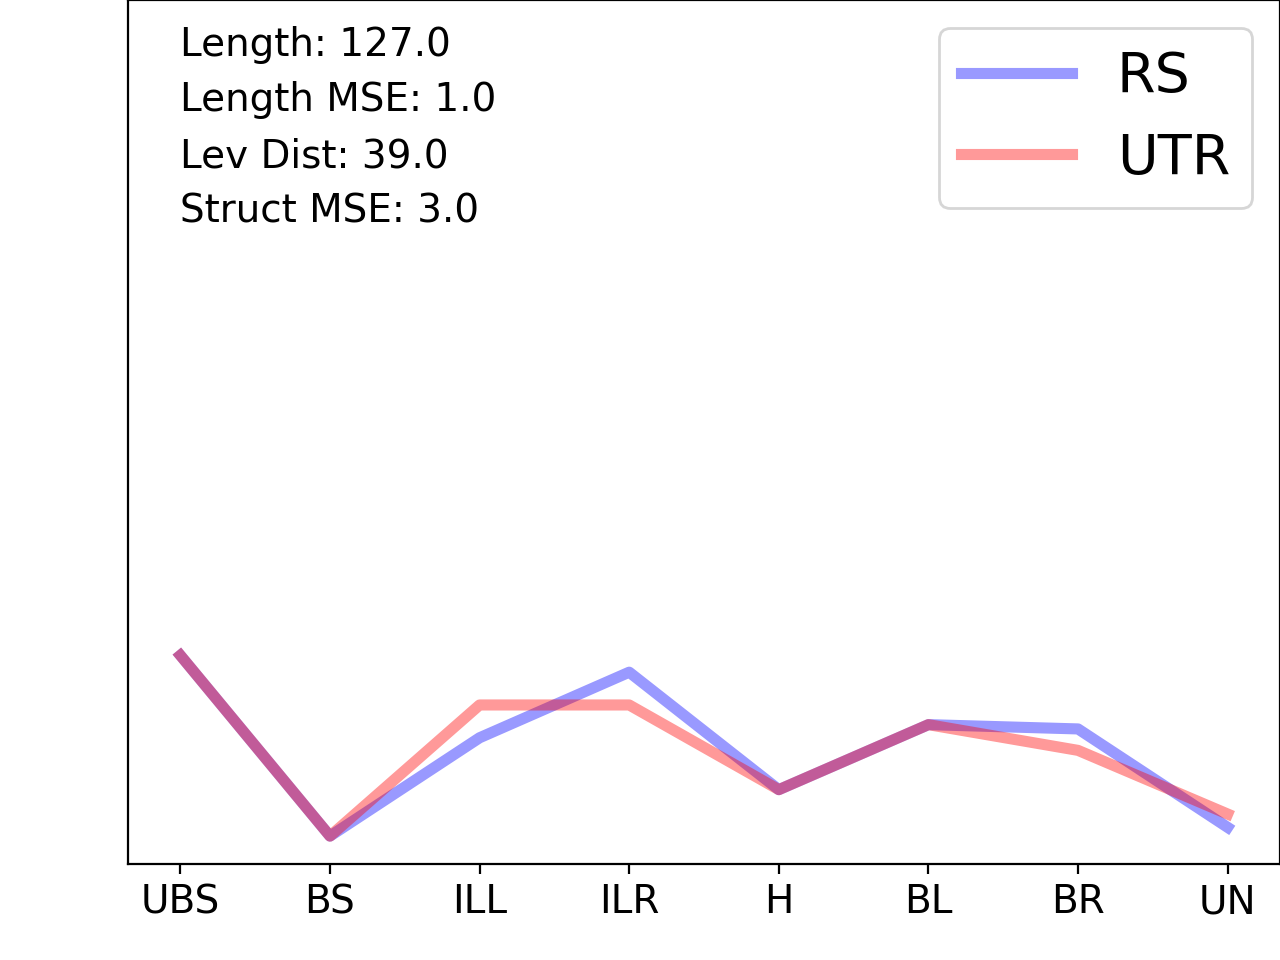 Length: 127.0
Length MSE: 1.0
Lev Dist: 39.0
Struct MSE: 3.0
RS
UTR
UBS BS ILL ILR H BL BR UN